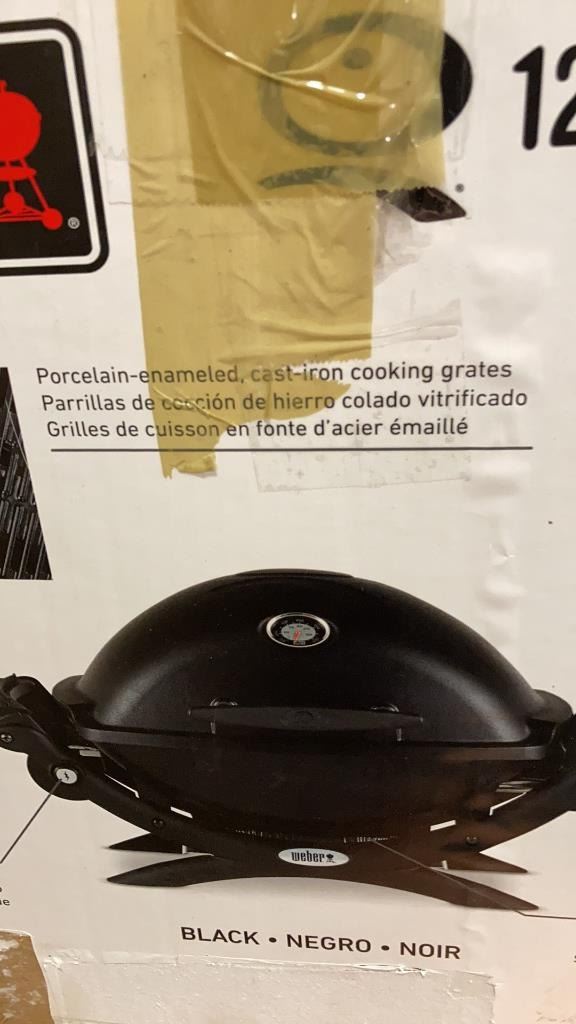 Q 12
®
Porcelain-enameled, cast-iron cooking grates
Parrillas de cocción de hierro colado vitrificado
Grilles de cuisson en fonte d'acier émaillé
weber
BLACK • NEGRO • NOIR